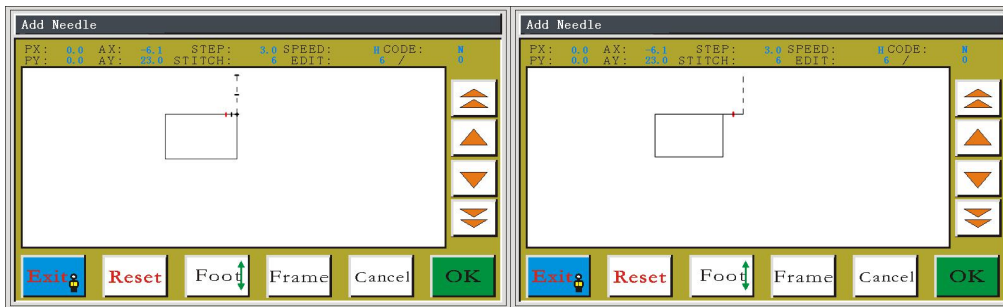 Add Needle
PX: 0.0 AX: -6.1 STEP: 3.0 SPEED: H CODE: N
PY: 0.0 AY: 23.0 STITCH: 6 EDIT: 6 / 0
Exit Reset Foot Frame Cancel OK
Add Needle
PX: 0.0 AX: -6.1 STEP: 3.0 SPEED: H CODE: N
PY: 0.0 AY: 23.0 STITCH: 6 EDIT: 6 / 0
Exit Reset Foot Frame Cancel OK